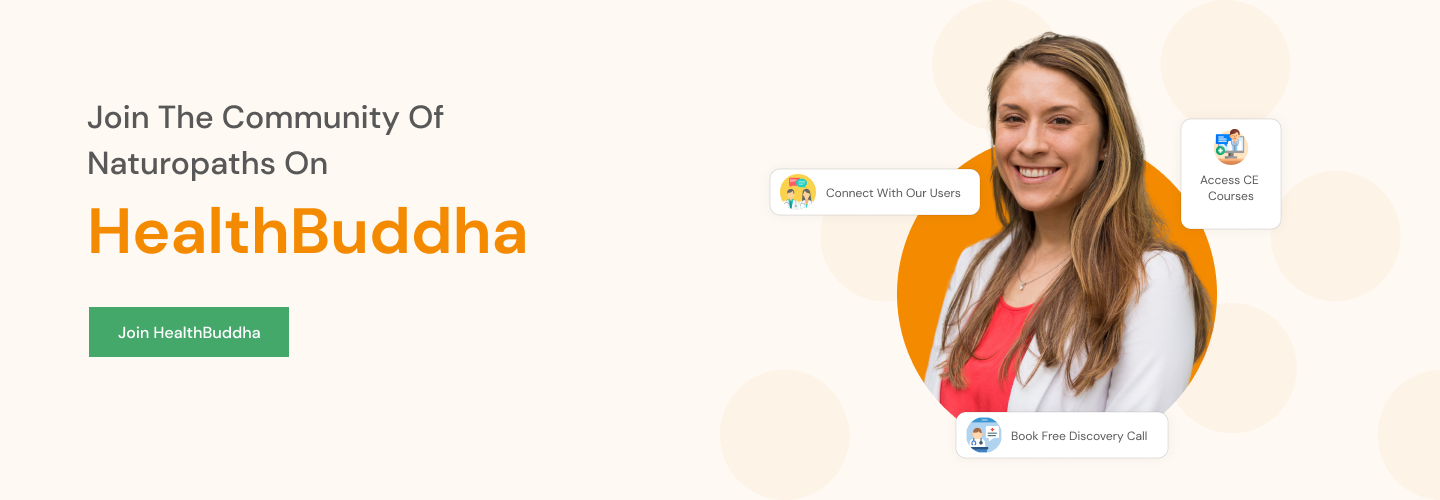 Join The Community Of
Naturopaths On
HealthBuddha
Join HealthBuddha
Connect With Our Users
Access CE
Courses
Book Free Discovery Call